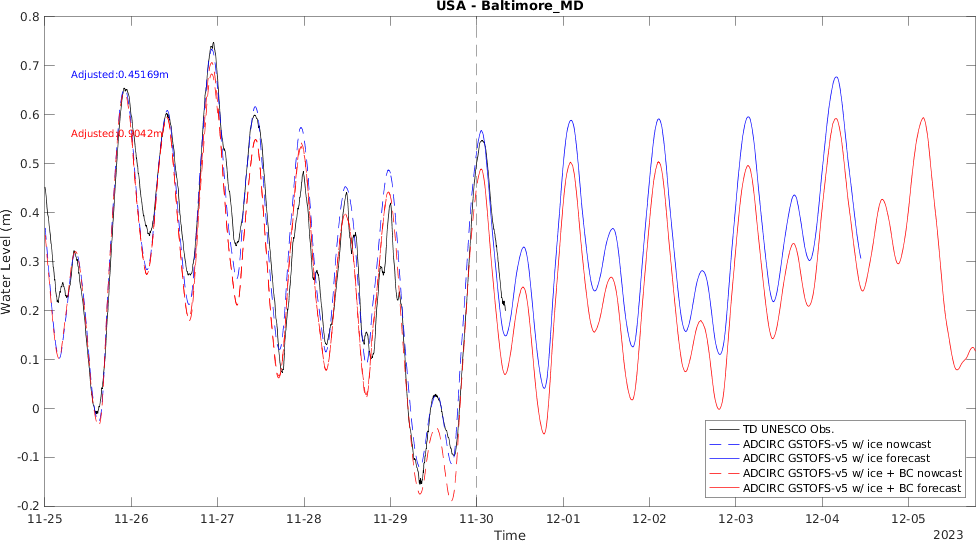 USA - Baltimore_MD
0.8
0.7
0.6
0.5
0.4
0.3
0.2
0.1
0
-0.1
-0.2
Water Level (m)
Adjusted:0.45169m
Adjusted:0.9042m
TD UNESCO Obs.
ADCIRC GSTOFS-v5 w/ ice nowcast
ADCIRC GSTOFS-v5 w/ ice forecast
ADCIRC GSTOFS-v5 w/ ice + BC nowcast
ADCIRC GSTOFS-v5 w/ ice + BC forecast
11-25 11-26 11-27 11-28 11-29 11-30 12-01 12-02 12-03 12-04 12-05
Time
2023